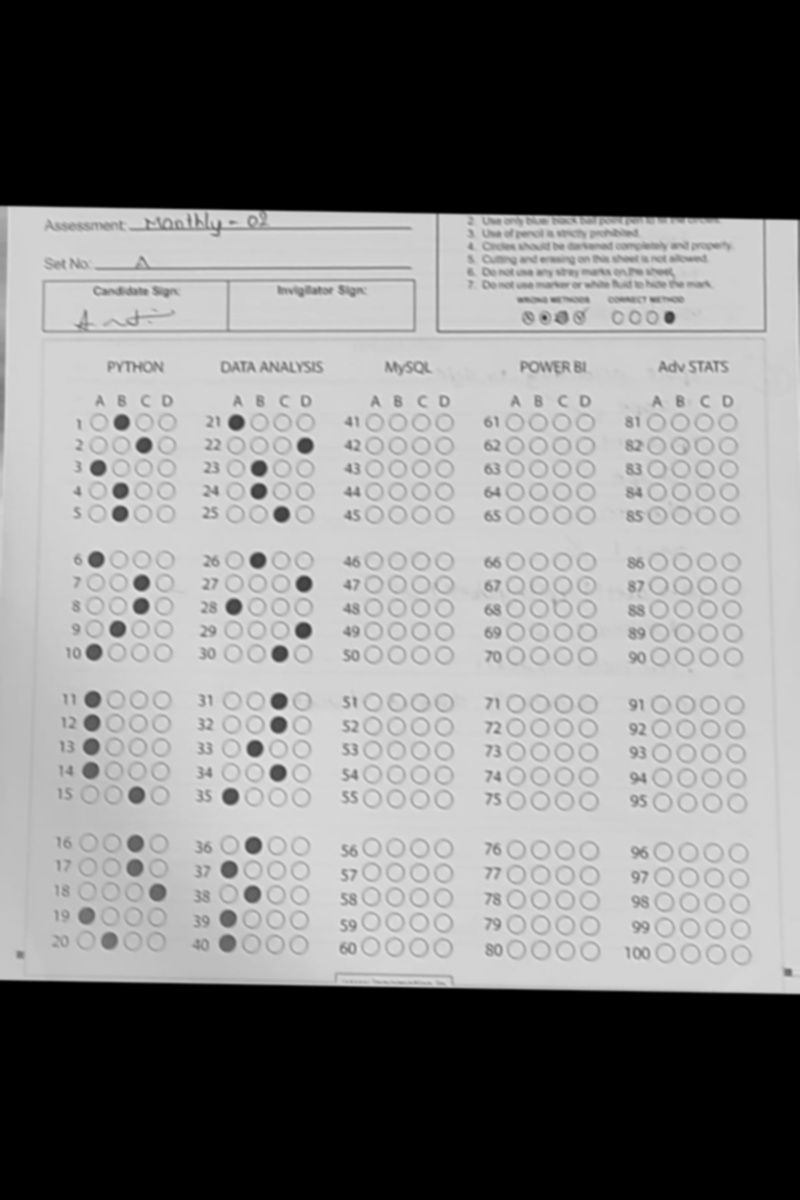 Assessment: Monthly - 02
Set No: A
Candidate Sign: Invigilator Sign:
2. Use only blue/black ball point pen to fill the circles.
3. Use of pencil is strictly prohibited.
4. Circles should be darkened completely and properly.
5. Cutting and erasing on this sheet is not allowed.
6. Do not use any stray marks on the sheet.
7. Do not use marker or white fluid to hide the mark.
WRONG METHODS CORRECT METHOD
PYTHON DATA ANALYSIS MySQL POWER BI Adv STATS
A B C D A B C D A B C D A B C D A B C D
1 21 41 61 81
2 22 42 62 82
3 23 43 63 83
4 24 44 64 84
5 25 45 65 85
6 26 46 66 86
7 27 47 67 87
8 28 48 68 88
9 29 49 69 89
10 30 50 70 90
11 31 51 71 91
12 32 52 72 92
13 33 53 73 93
14 34 54 74 94
15 35 55 75 95
16 36 56 76 96
17 37 57 77 97
18 38 58 78 98
19 39 59 79 99
20 40 60 80 100